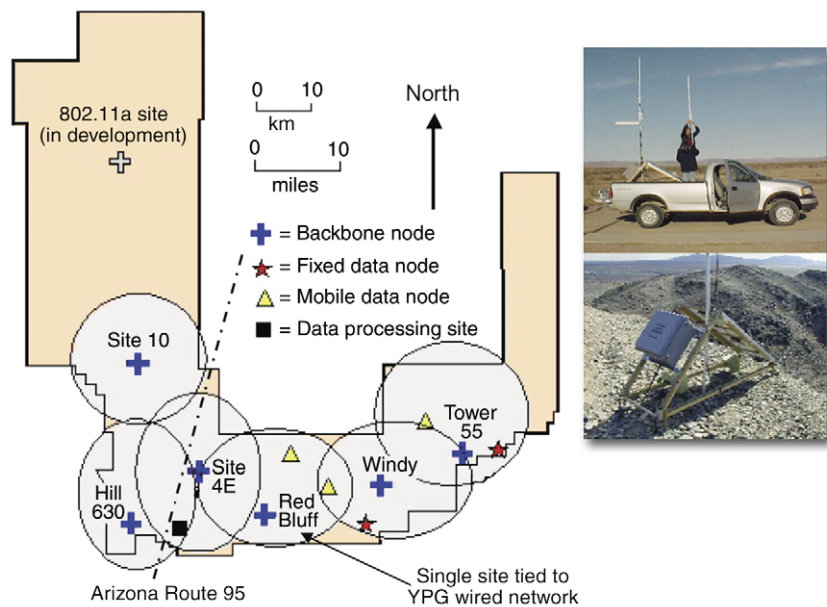 802.11a site
(in development)
0 10
km
0 10
miles
North
= Backbone node
= Fixed data node
= Mobile data node
= Data processing site
Site 10
Tower
55
Windy
Site
4E
Hill
630
Red
Bluff
Arizona Route 95
Single site tied to
YPG wired network